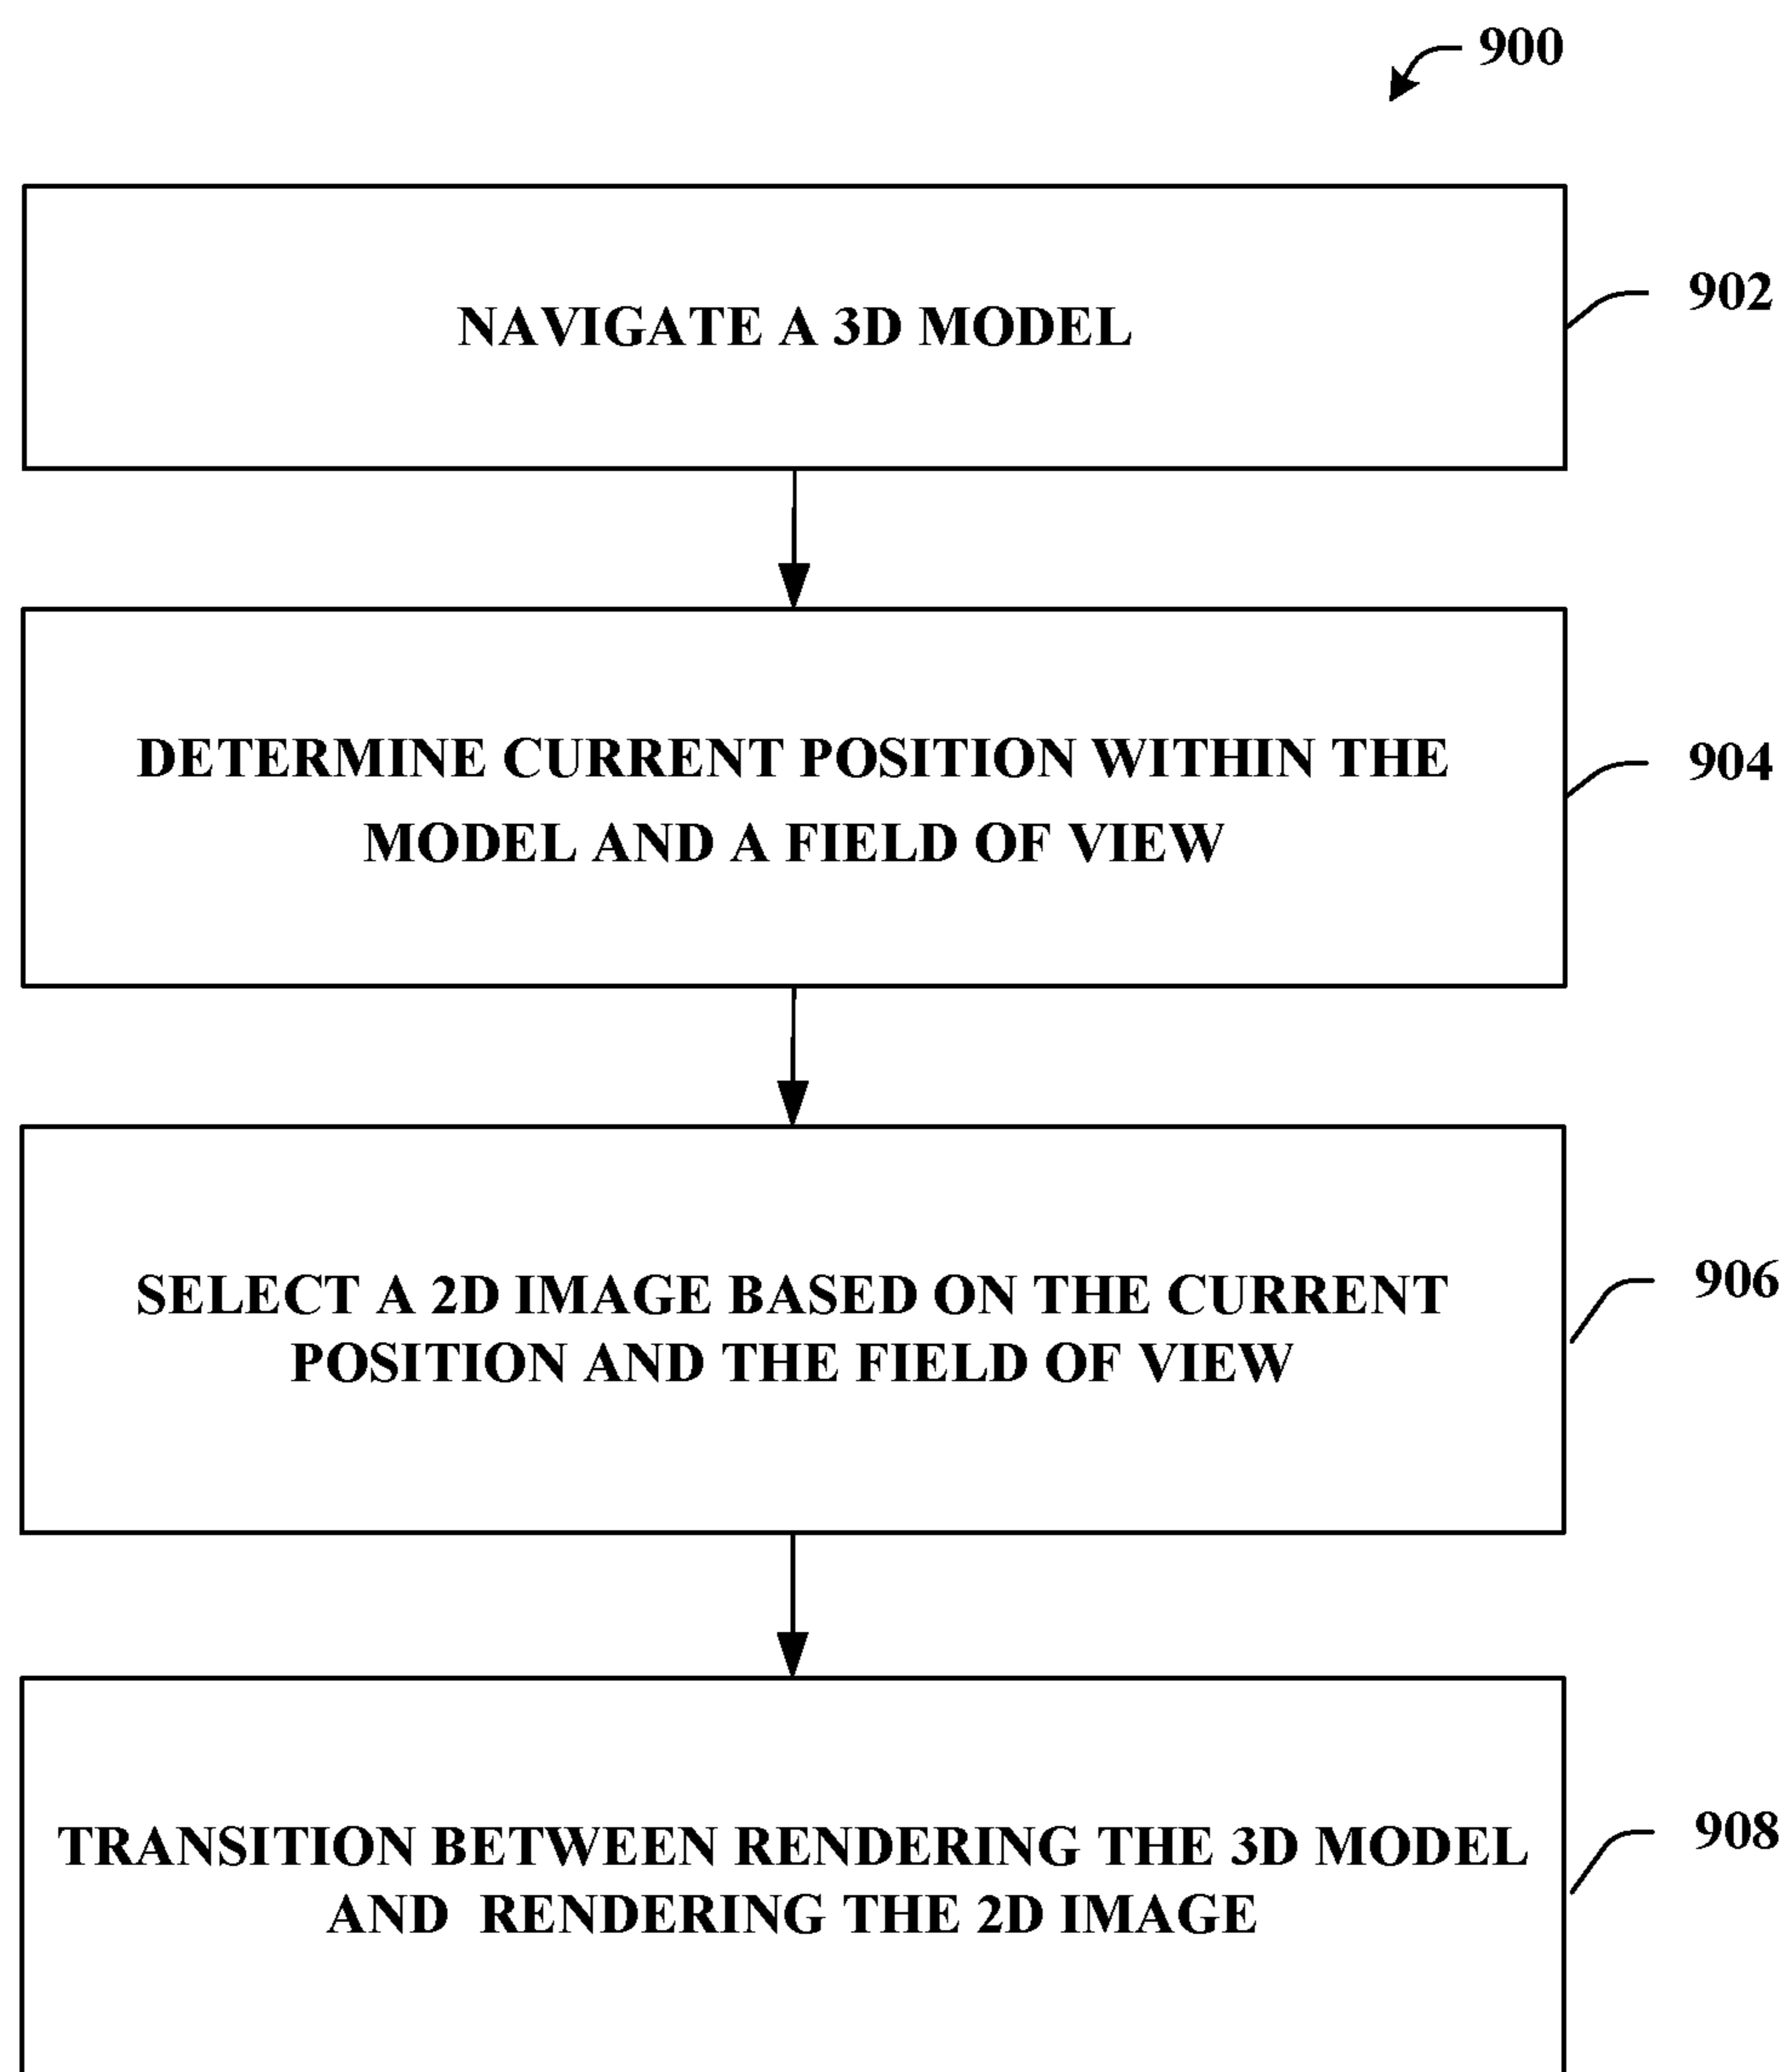 900
NAVIGATE A 3D MODEL
902
DETERMINE CURRENT POSITION WITHIN THE
MODEL AND A FIELD OF VIEW
904
SELECT A 2D IMAGE BASED ON THE CURRENT
POSITION AND THE FIELD OF VIEW
906
TRANSITION BETWEEN RENDERING THE 3D MODEL
AND RENDERING THE 2D IMAGE
908